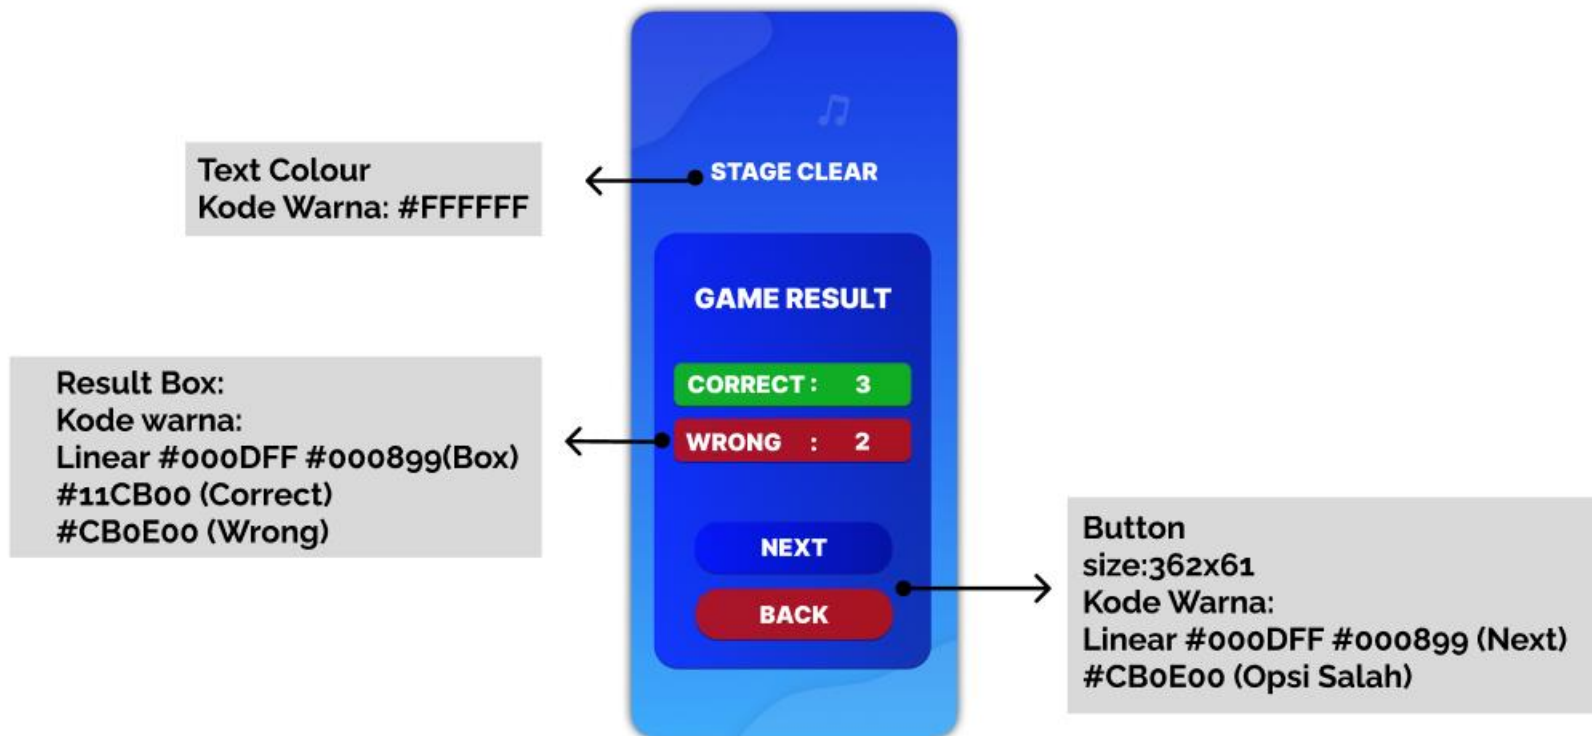 Text Colour
Kode Warna: #FFFFFF
STAGE CLEAR
GAME RESULT
CORRECT : 3
WRONG : 2
NEXT
BACK
Result Box:
Kode warna:
Linear #000DFF #000899(Box)
#11CB00 (Correct)
#CB0E00 (Wrong)
Button
size:362x61
Kode Warna:
Linear #000DFF #000899 (Next)
#CB0E00 (Opsi Salah)